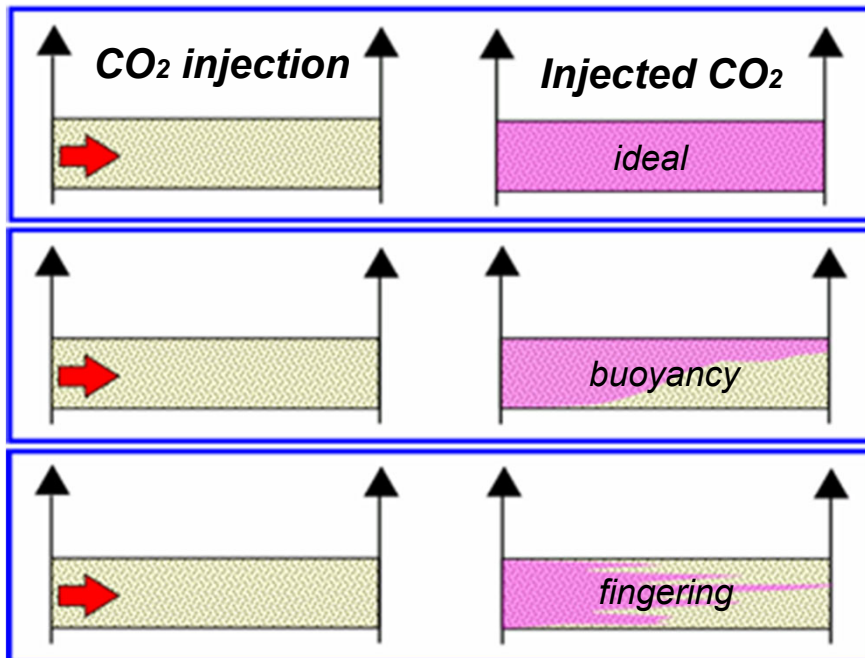 CO₂ injection
Injected CO₂
ideal
buoyancy
fingering